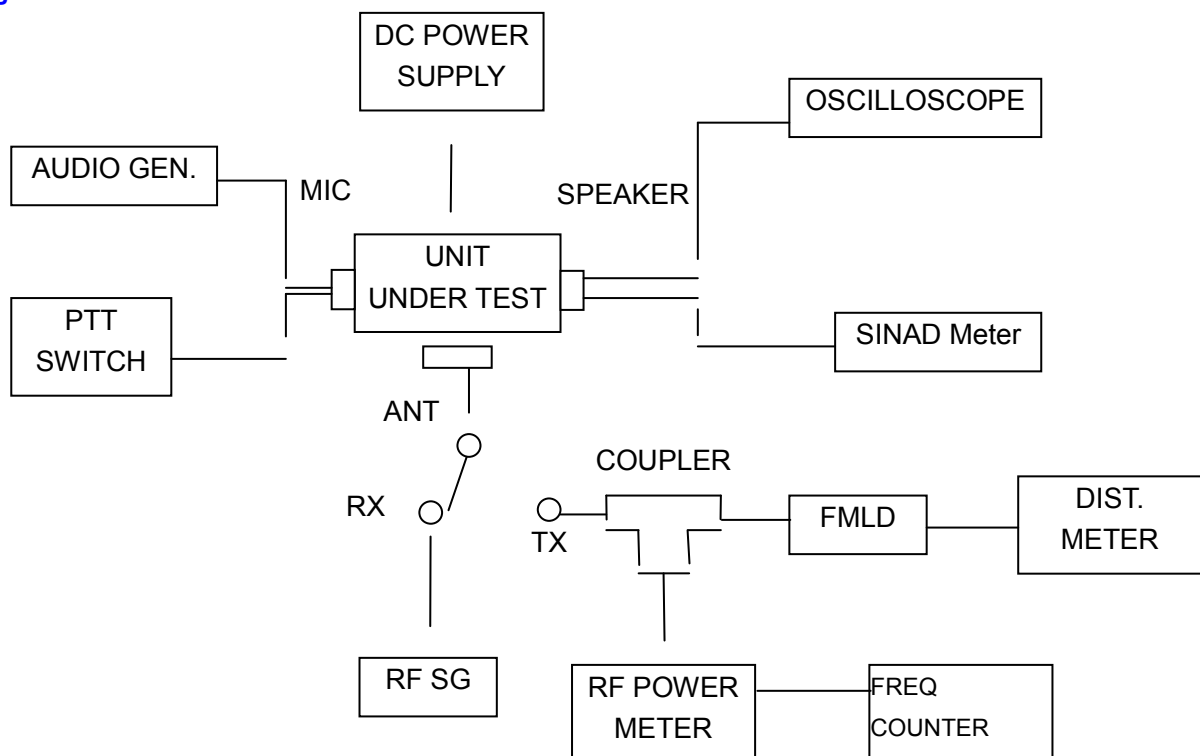 DC POWER
SUPPLY
OSCILLOSCOPE
AUDIO GEN.
MIC
SPEAKER
UNIT
UNDER TEST
PTT
SWITCH
SINAD Meter
ANT
COUPLER
RX
TX
FMLD
DIST.
METER
RF SG
RF POWER
METER
FREQ
COUNTER